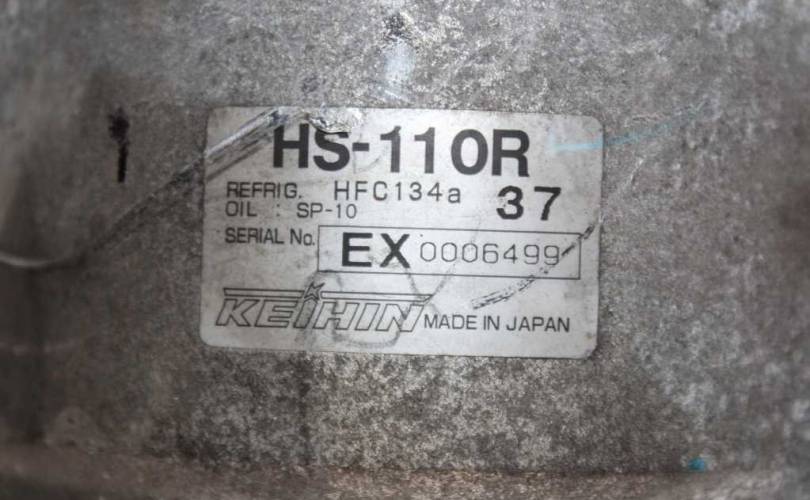 HS-110R
REFRIG. HFC134a 37
OIL : SP-10
SERIAL No. EX 0006499
KEIHIN MADE IN JAPAN